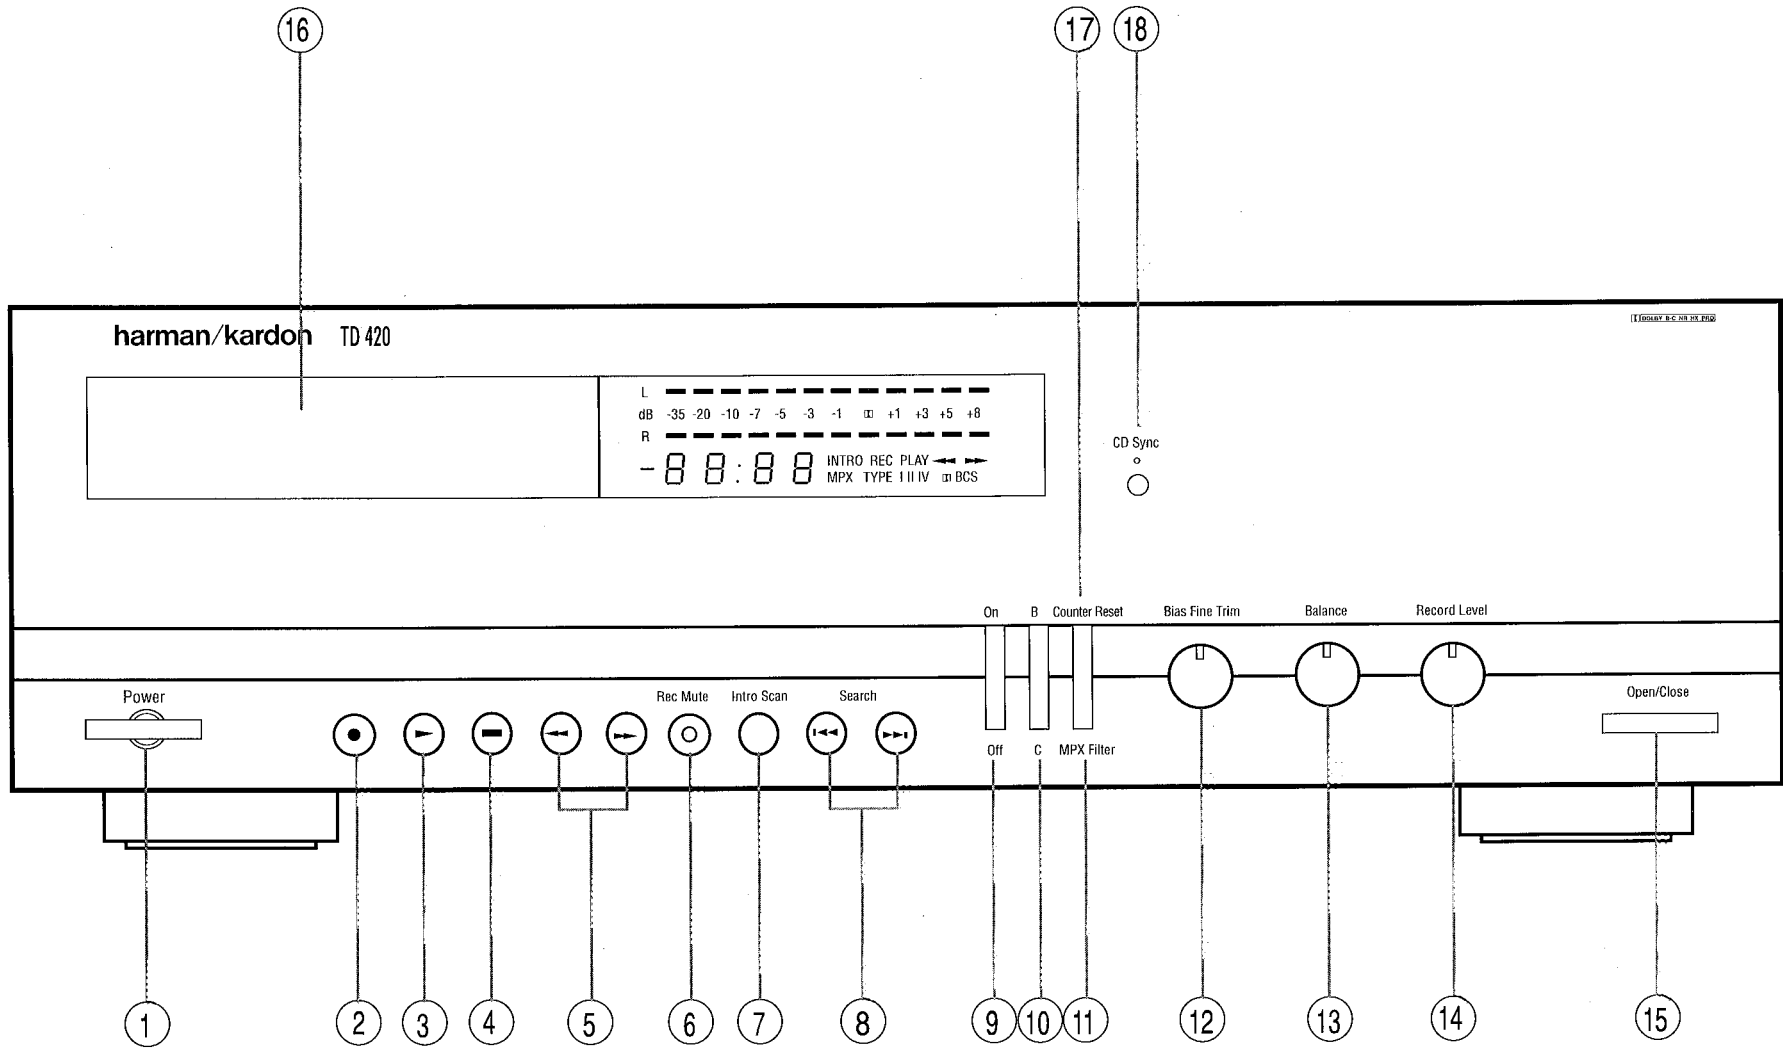 16 17 18
harman/kardon TD 420
DOLBY B-C NR HX PRO
L
dB -35 -20 -10 -7 -5 -3 -1 +1 +3 +5 +8
R
-88:88 INTRO REC PLAY
MPX TYPE I II IV BCS
CD Sync
On B Counter Reset Bias Fine Trim Balance Record Level
Power Rec Mute Intro Scan Search Open/Close
Off C MPX Filter
1 2 3 4 5 6 7 8 9 10 11 12 13 14 15